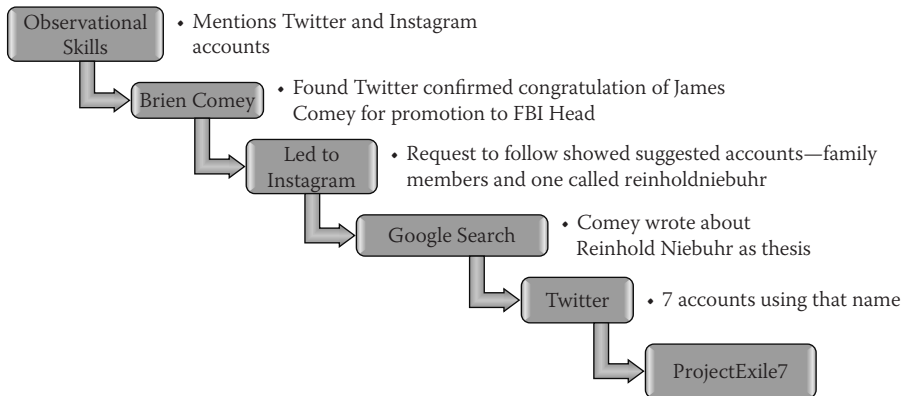 Observational
Skills
• Mentions Twitter and Instagram
accounts
Brien Comey
• Found Twitter confirmed congratulation of James
Comey for promotion to FBI Head
Led to
Instagram
• Request to follow showed suggested accounts—family
members and one called reinholdniebuhr
Google Search
• Comey wrote about
Reinhold Niebuhr as thesis
Twitter
• 7 accounts using that name
ProjectExile7